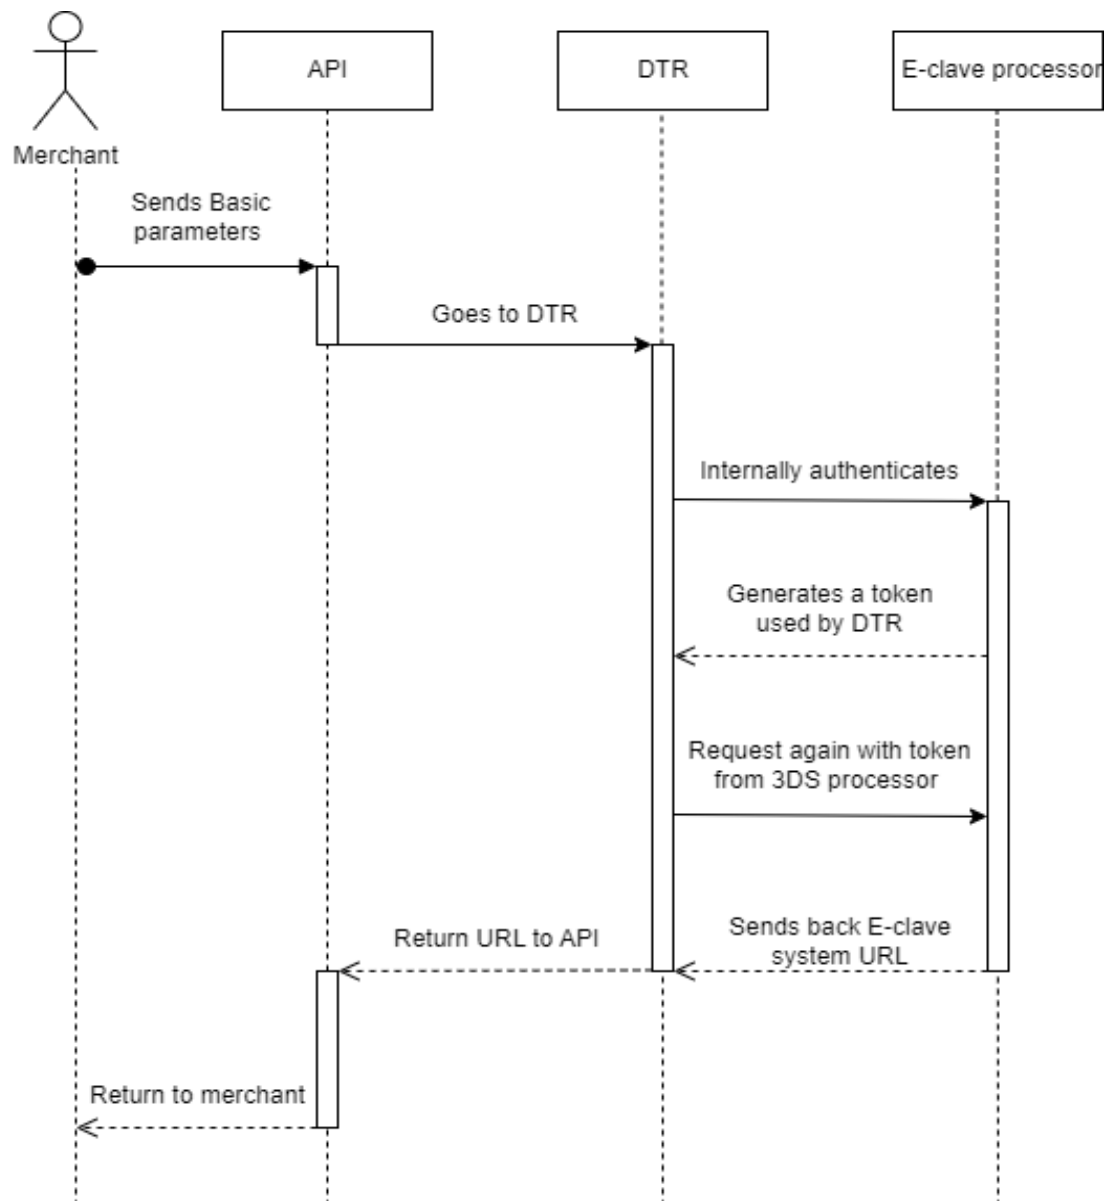 API
DTR
E-clave processor
Merchant
Sends Basic
parameters
Goes to DTR
Internally authenticates
Generates a token
used by DTR
Request again with token
from 3DS processor
Sends back E-clave
system URL
Return URL to API
Return to merchant